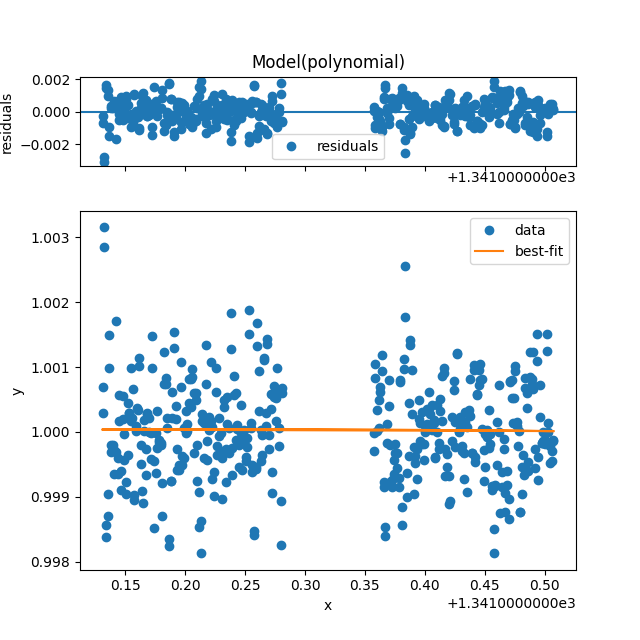 Model(polynomial)
0.002
0.000
−0.002
residuals
residuals
+1.3410000000e3
1.003
1.002
1.001
1.000
0.999
0.998
y
data
best-fit
0.15 0.20 0.25 0.30 0.35 0.40 0.45 0.50
x
+1.3410000000e3